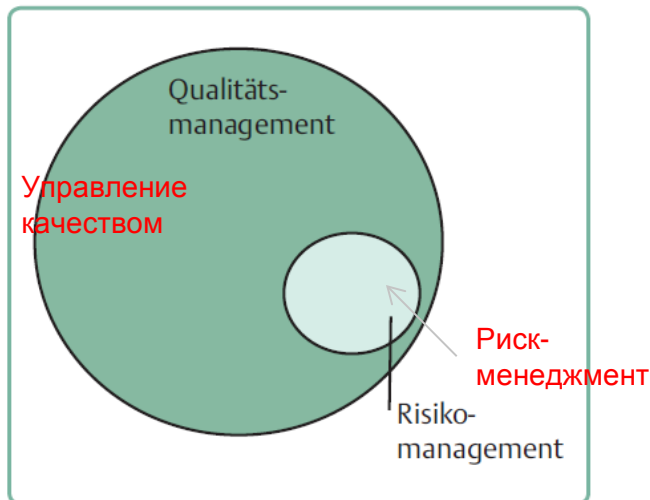 Qualitäts-
management
Управление
качеством
Риск-
менеджмент
Risiko-
management